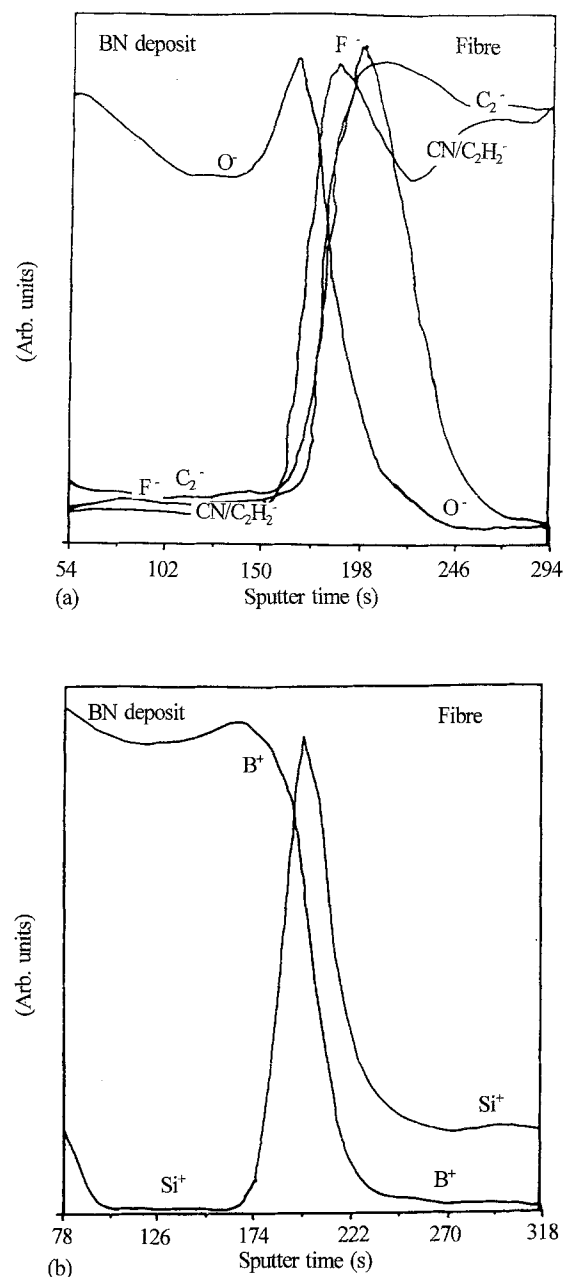 BN deposit F⁻ Fibre
C₂⁻
O⁻ CN/C₂H₂⁻
(Arb. units)
F⁻ C₂⁻
CN/C₂H₂⁻ O⁻
54 102 150 198 246 294
(a) Sputter time (s)
BN deposit Fibre
B⁺
(Arb. units)
Si⁺
Si⁺ B⁺
78 126 174 222 270 318
(b) Sputter time (s)